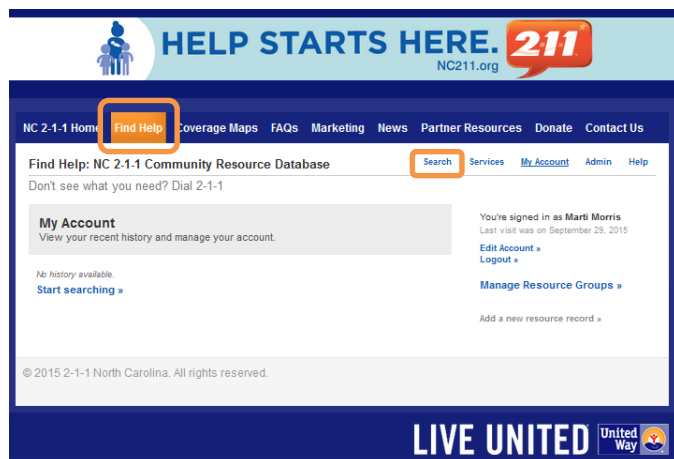 HELP STARTS HERE. 2-1-1
NC211.org
NC 2-1-1 Home Find Help Coverage Maps FAQs Marketing News Partner Resources Donate Contact Us
Find Help: NC 2-1-1 Community Resource Database Search Services My Account Admin Help
Don't see what you need? Dial 2-1-1
My Account
View your recent history and manage your account.
You're signed in as Marti Morris
Last visit was on September 29, 2015
Edit Account »
Logout »
No history available.
Start searching »
Manage Resource Groups »
Add a new resource record »
© 2015 2-1-1 North Carolina. All rights reserved.
LIVE UNITED United
Way